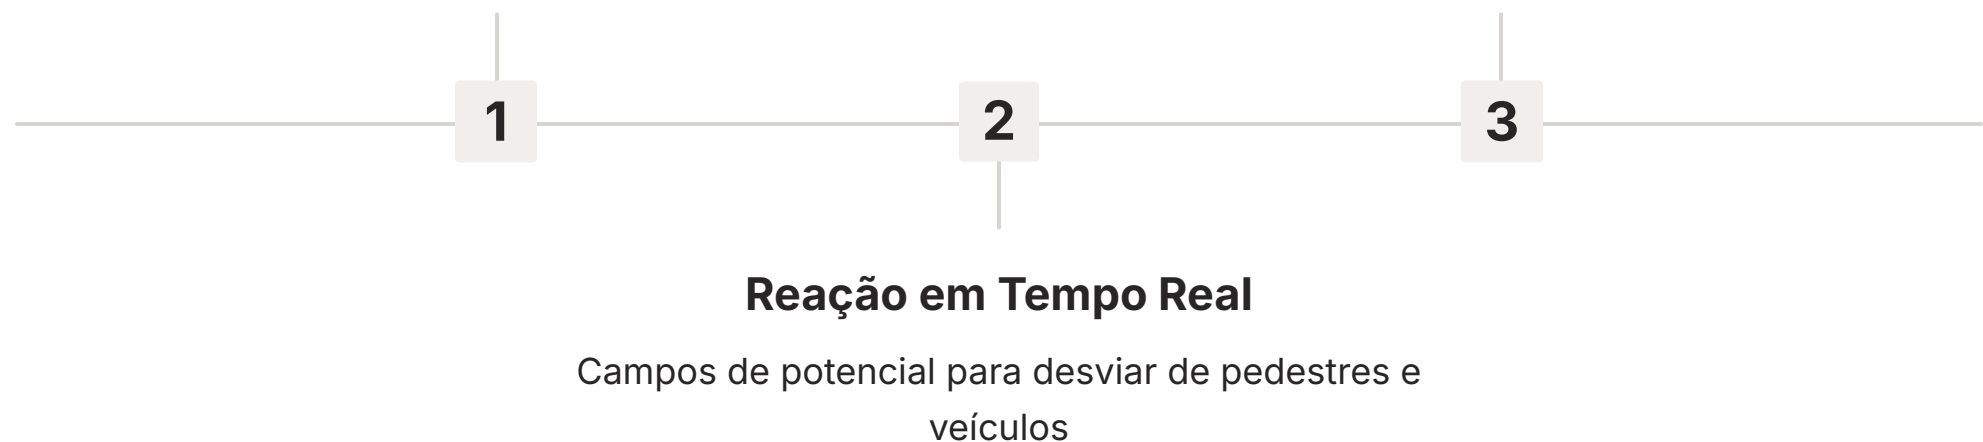 1
2
3
Reação em Tempo Real
Campos de potencial para desviar de pedestres e
veículos